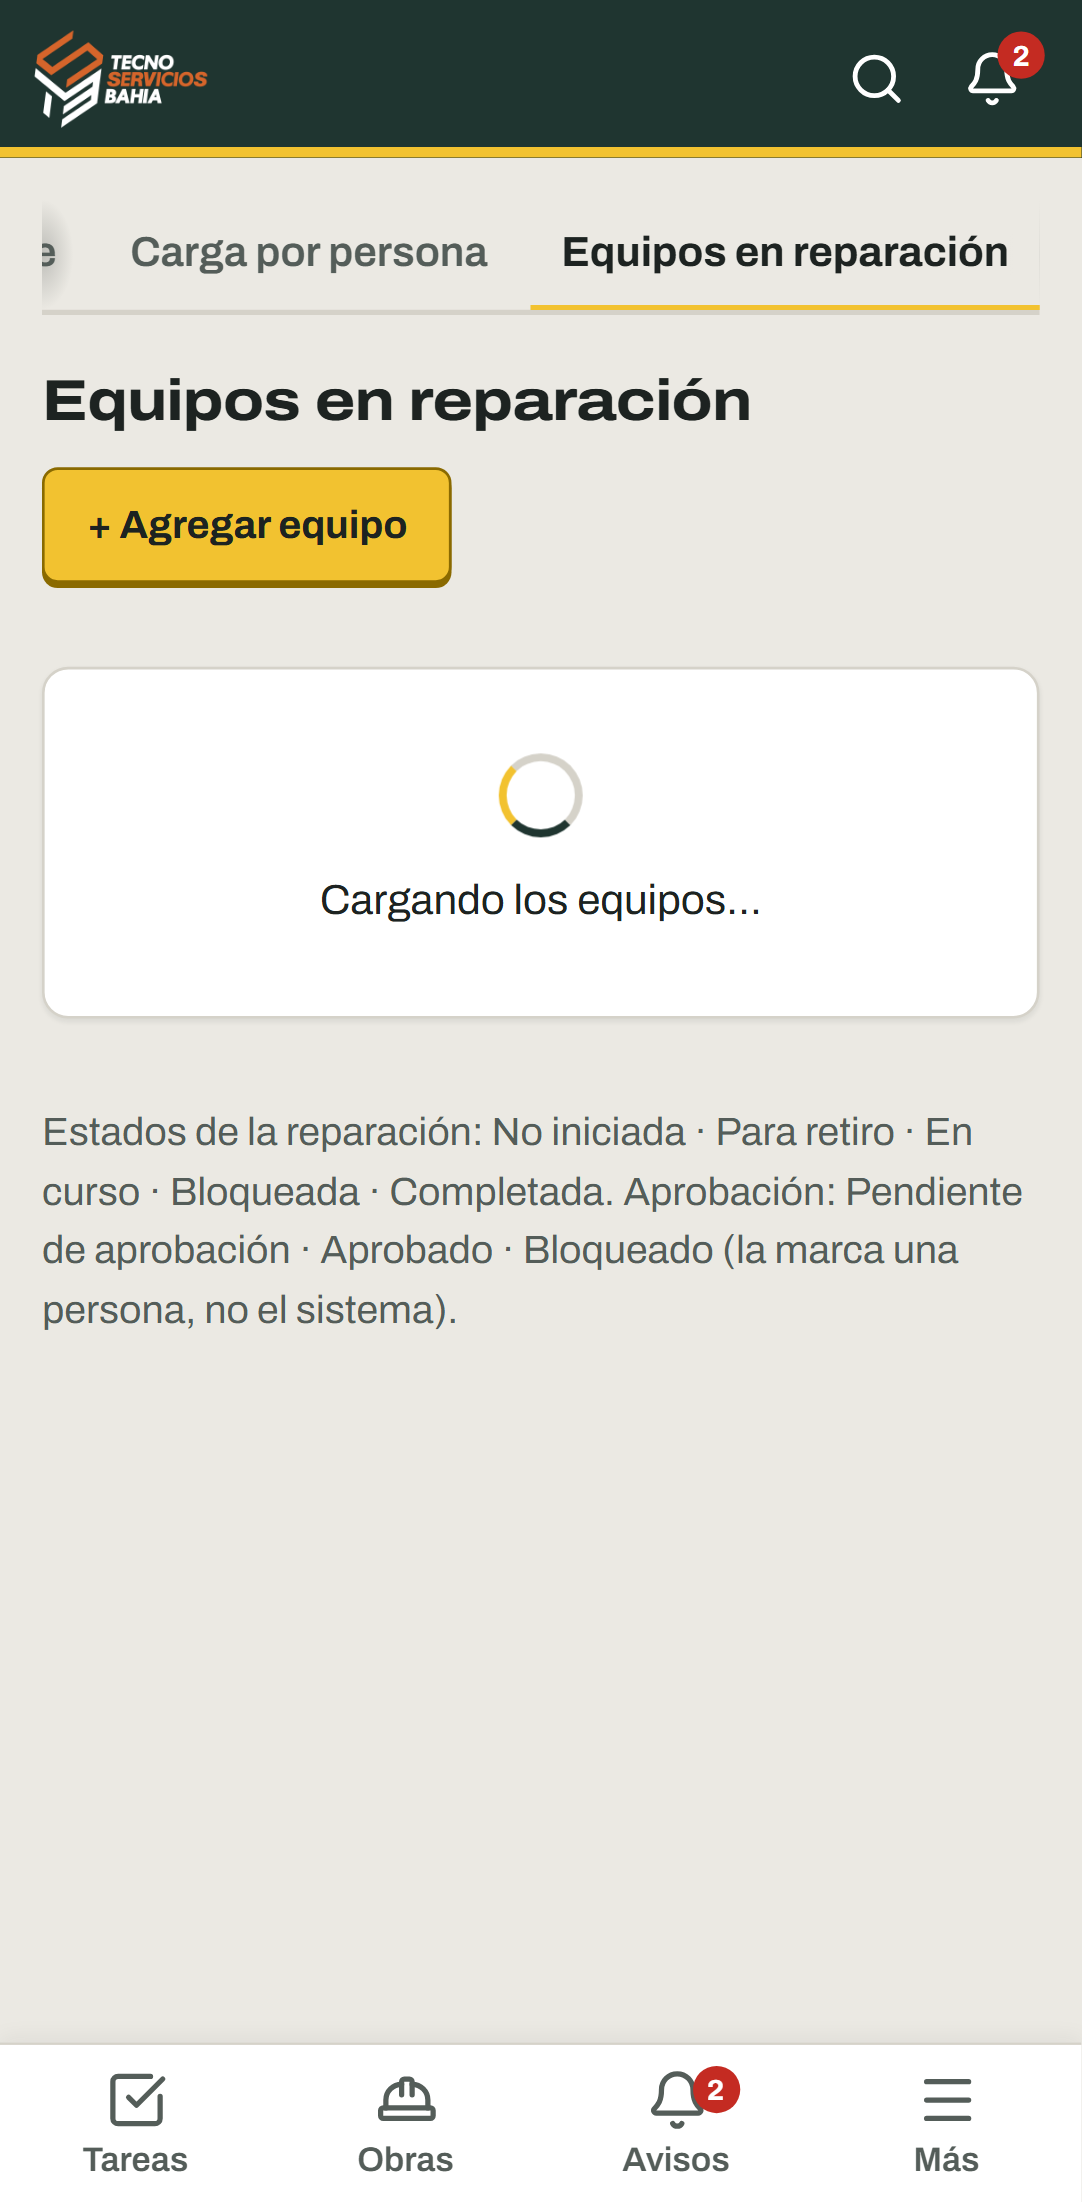 TECNO
SERVICIOS
BAHIA
2
e
Carga por persona
Equipos en reparación
Equipos en reparación
+ Agregar equipo
Cargando los equipos...
Estados de la reparación: No iniciada · Para retiro · En
curso · Bloqueada · Completada. Aprobación: Pendiente
de aprobación · Aprobado · Bloqueado (la marca una
persona, no el sistema).
2
Tareas
Obras
Avisos
Más